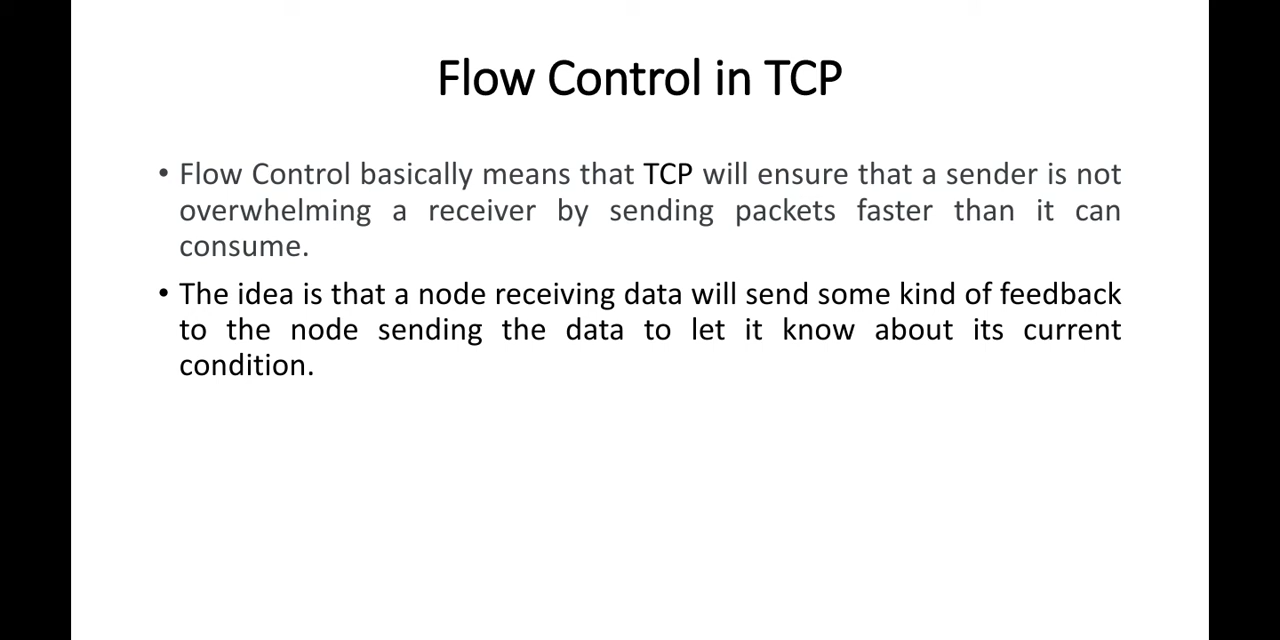 Flow Control in TCP
• Flow Control basically means that TCP will ensure that a sender is not
overwhelming a receiver by sending packets faster than it can
consume.
• The idea is that a node receiving data will send some kind of feedback
to the node sending the data to let it know about its current
condition.